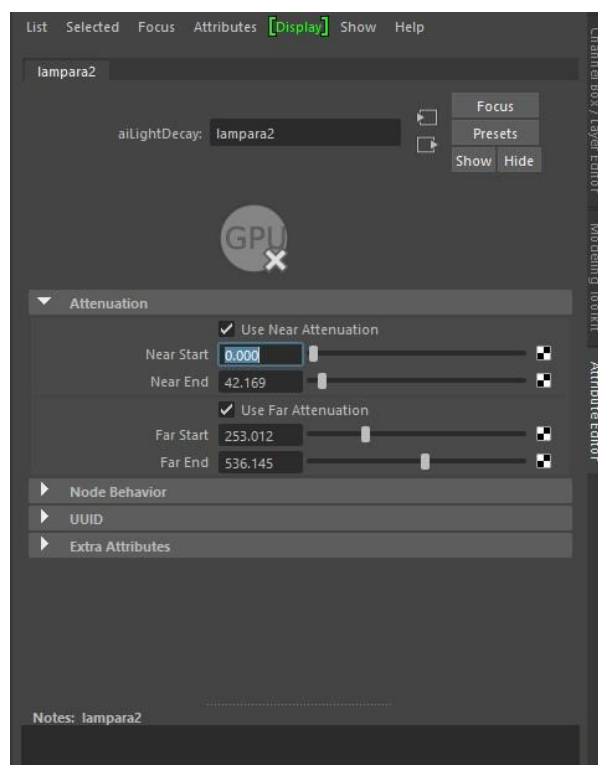 List Selected Focus Attributes [Display] Show Help
lampara2
Focus
aiLightDecay: lampara2
Presets
Show Hide
GPU
Attenuation
Use Near Attenuation
Near Start 0.000
Near End 42.169
Use Far Attenuation
Far Start 253.012
Far End 536.145
Node Behavior
UUID
Extra Attributes
Notes: lampara2
Channel Box / Layer Editor
Modeling Toolkit
Attribute Editor